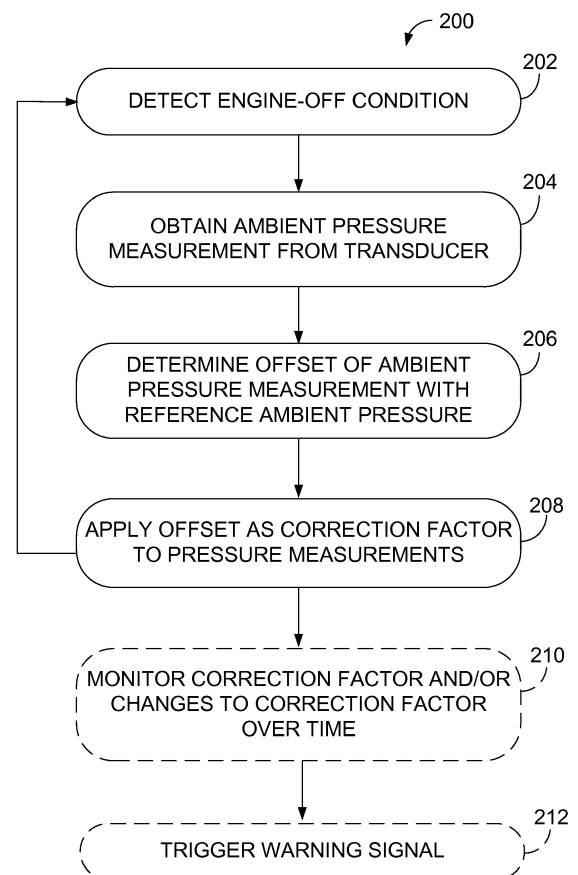 200
202
DETECT ENGINE-OFF CONDITION
204
OBTAIN AMBIENT PRESSURE
MEASUREMENT FROM TRANSDUCER
206
DETERMINE OFFSET OF AMBIENT
PRESSURE MEASUREMENT WITH
REFERENCE AMBIENT PRESSURE
208
APPLY OFFSET AS CORRECTION FACTOR
TO PRESSURE MEASUREMENTS
210
MONITOR CORRECTION FACTOR AND/OR
CHANGES TO CORRECTION FACTOR
OVER TIME
212
TRIGGER WARNING SIGNAL